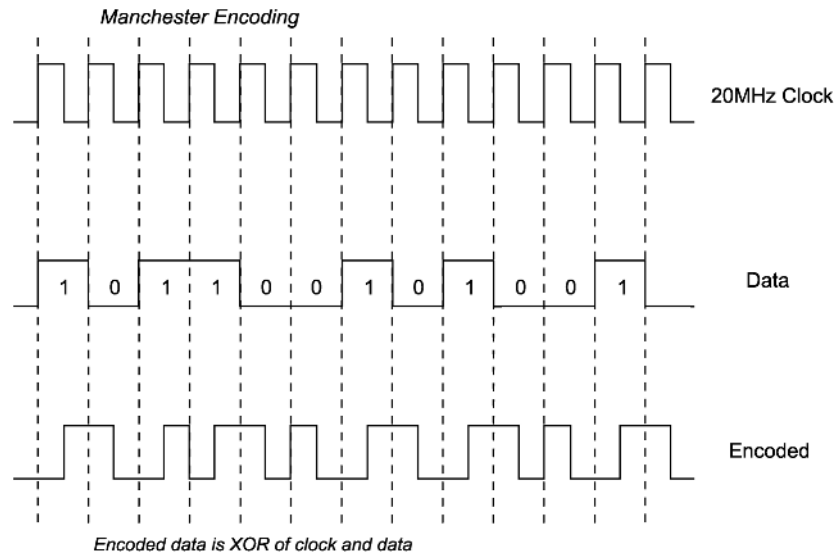 Manchester Encoding
20MHz Clock
1 0 1 1 0 0 1 0 1 0 0 1
Data
Encoded
Encoded data is XOR of clock and data